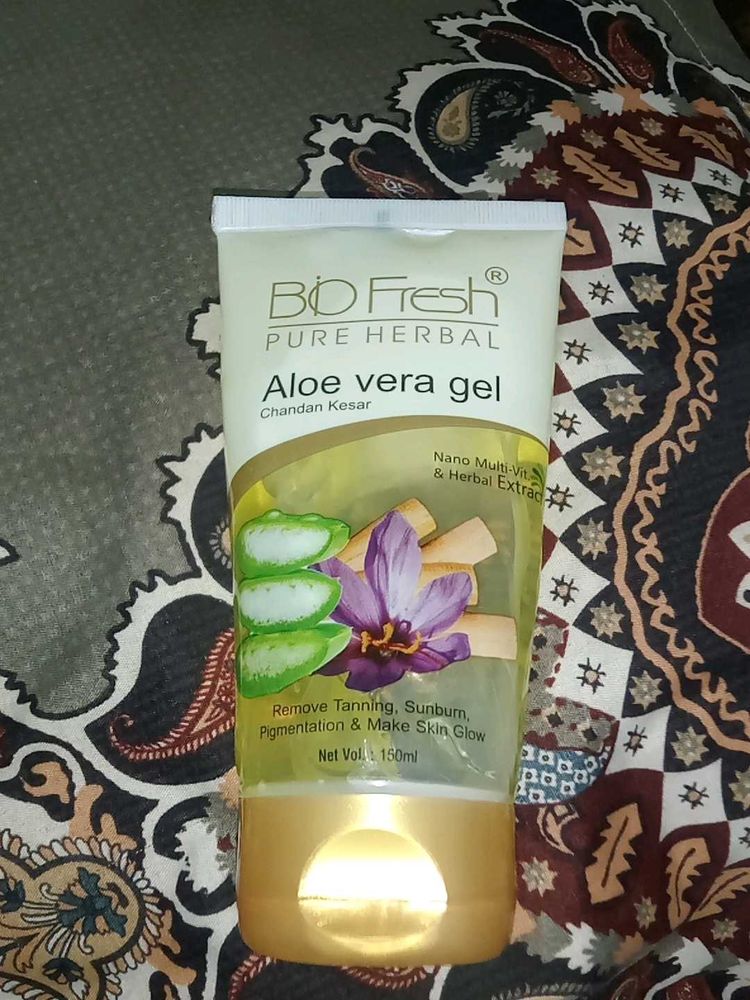 BiO Fresh®
PURE HERBAL
Aloe vera gel
Chandan Kesar
Nano Multi-Vit.
& Herbal Extract
Remove Tanning, Sunburn,
Pigmentation & Make Skin Glow
Net Vol. : 150ml